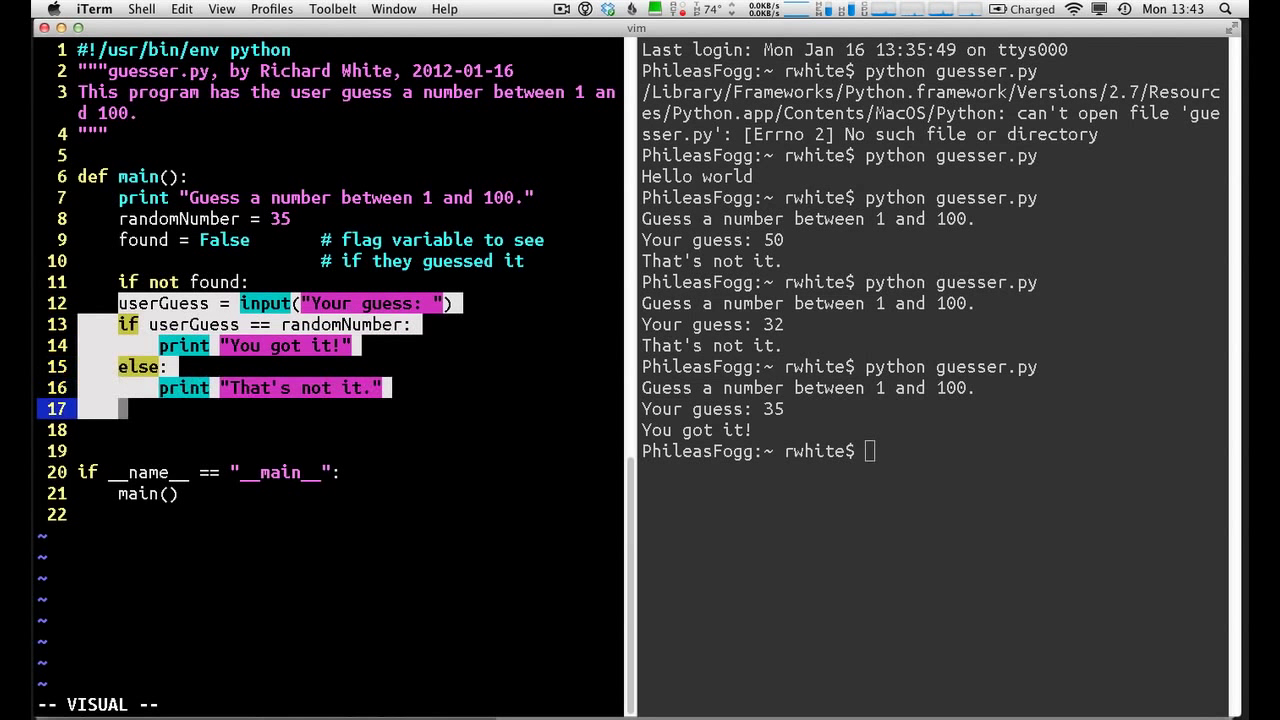 iTerm Shell Edit View Profiles Toolbelt Window Help 74° 0.0KB/s 0.0KB/s Charged Mon 13:43
vim
1 #!/usr/bin/env python
2 """guesser.py, by Richard White, 2012-01-16
3 This program has the user guess a number between 1 an
d 100.
4 """
5
6 def main():
7 print "Guess a number between 1 and 100."
8 randomNumber = 35
9 found = False # flag variable to see
10 # if they guessed it
11 if not found:
12 userGuess = input("Your guess: ")
13 if userGuess == randomNumber:
14 print "You got it!"
15 else:
16 print "That's not it."
17
18
19
20 if __name__ == "__main__":
21 main()
22
~
~
~
~
~
~
~
~
-- VISUAL --
Last login: Mon Jan 16 13:35:49 on ttys000
PhileasFogg:~ rwhite$ python guesser.py
/Library/Frameworks/Python.framework/Versions/2.7/Resourc
es/Python.app/Contents/MacOS/Python: can't open file 'gue
sser.py': [Errno 2] No such file or directory
PhileasFogg:~ rwhite$ python guesser.py
Hello world
PhileasFogg:~ rwhite$ python guesser.py
Guess a number between 1 and 100.
Your guess: 50
That's not it.
PhileasFogg:~ rwhite$ python guesser.py
Guess a number between 1 and 100.
Your guess: 32
That's not it.
PhileasFogg:~ rwhite$ python guesser.py
Guess a number between 1 and 100.
Your guess: 35
You got it!
PhileasFogg:~ rwhite$